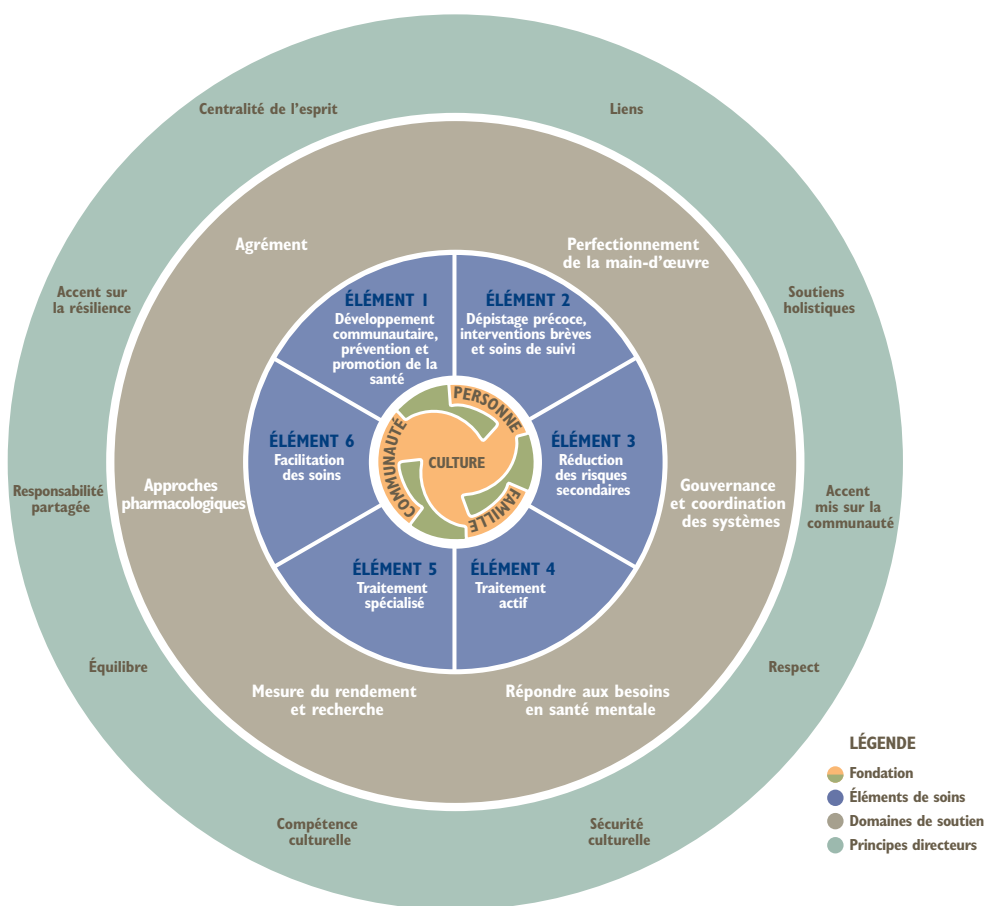 Centralité de l'esprit
Liens
Agrément
Perfectionnement
de la main-d'œuvre
Accent sur
la résilience
Soutiens
holistiques
ÉLÉMENT 1
Développement
communautaire,
prévention et
promotion de la
santé
ÉLÉMENT 2
Dépistage précoce,
interventions brèves
et soins de suivi
PERSONNE
FAMILLE
COMMUNAUTÉ
CULTURE
ÉLÉMENT 6
Facilitation
des soins
ÉLÉMENT 3
Réduction
des risques
secondaires
Responsabilité
partagée
Approches
pharmacologiques
Gouvernance
et coordination
des systèmes
Accent
mis sur la
communauté
ÉLÉMENT 5
Traitement
spécialisé
ÉLÉMENT 4
Traitement
actif
Équilibre
Respect
Mesure du rendement
et recherche
Répondre aux besoins
en santé mentale
Compétence
culturelle
Sécurité
culturelle
LÉGENDE
Fondation
Éléments de soins
Domaines de soutien
Principes directeurs